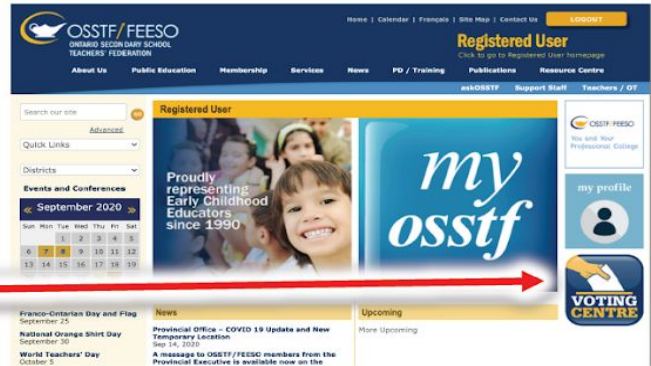 OSSTF/FEESO
ONTARIO SECONDARY SCHOOL
TEACHERS' FEDERATION
Home | Calendar | Français | Site Map | Contact Us
LOGOUT
Registered User
Click to go to Registered User homepage
About Us
Public Education
Membership
Services
News
PD / Training
Publications
Resource Centre
askOSSTF
Support Staff
Teachers / OT
Search our site
GO
Advanced
Quick Links
Districts
Events and Conferences
« September 2020 »
Sun Mon Tue Wed Thu Fri Sat
1 2 3 4 5
6 7 8 9 10 11 12
13 14 15 16 17 18 19
Franco-Ontarian Day and Flag
September 25
National Orange Shirt Day
September 30
World Teachers' Day
October 5
Registered User
Proudly
representing
Early Childhood
Educators
since 1990
my
osstf
News
Provincial Office – COVID 19 Update and New
Temporary Location
Sep 14, 2020
A message to OSSTF/FEESO members from the
Provincial Executive is available now on the
Upcoming
More Upcoming
OSSTF/FEESO
You and Your
Professional College
my profile
VOTING
CENTRE